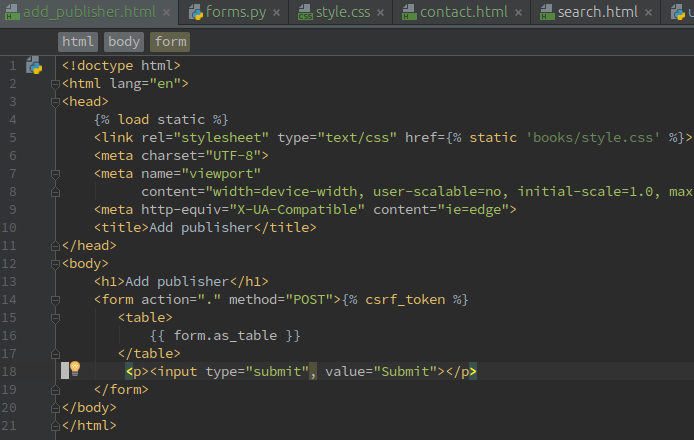 add_publisher.html × forms.py × style.css × contact.html × search.html ×
html body form
1 <!doctype html>
2 <html lang="en">
3 <head>
4 {% load static %}
5 <link rel="stylesheet" type="text/css" href={% static 'books/style.css' %}>
6 <meta charset="UTF-8">
7 <meta name="viewport"
8 content="width=device-width, user-scalable=no, initial-scale=1.0, max
9 <meta http-equiv="X-UA-Compatible" content="ie=edge">
10 <title>Add publisher</title>
11 </head>
12 <body>
13 <h1>Add publisher</h1>
14 <form action="." method="POST">{% csrf_token %}
15 <table>
16 {{ form.as_table }}
17 </table>
18 <p><input type="submit", value="Submit"></p>
19 </form>
20 </body>
21 </html>